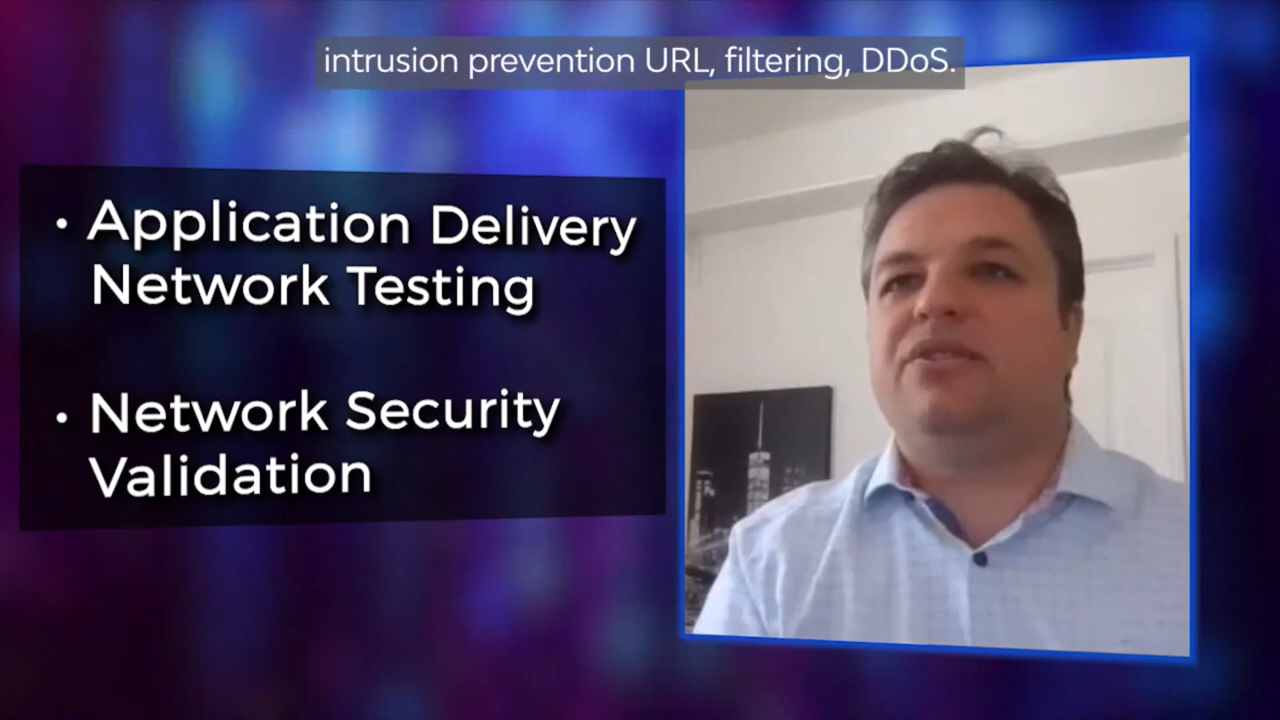 intrusion prevention URL, filtering, DDoS.
• Application Delivery
Network Testing
• Network Security
Validation